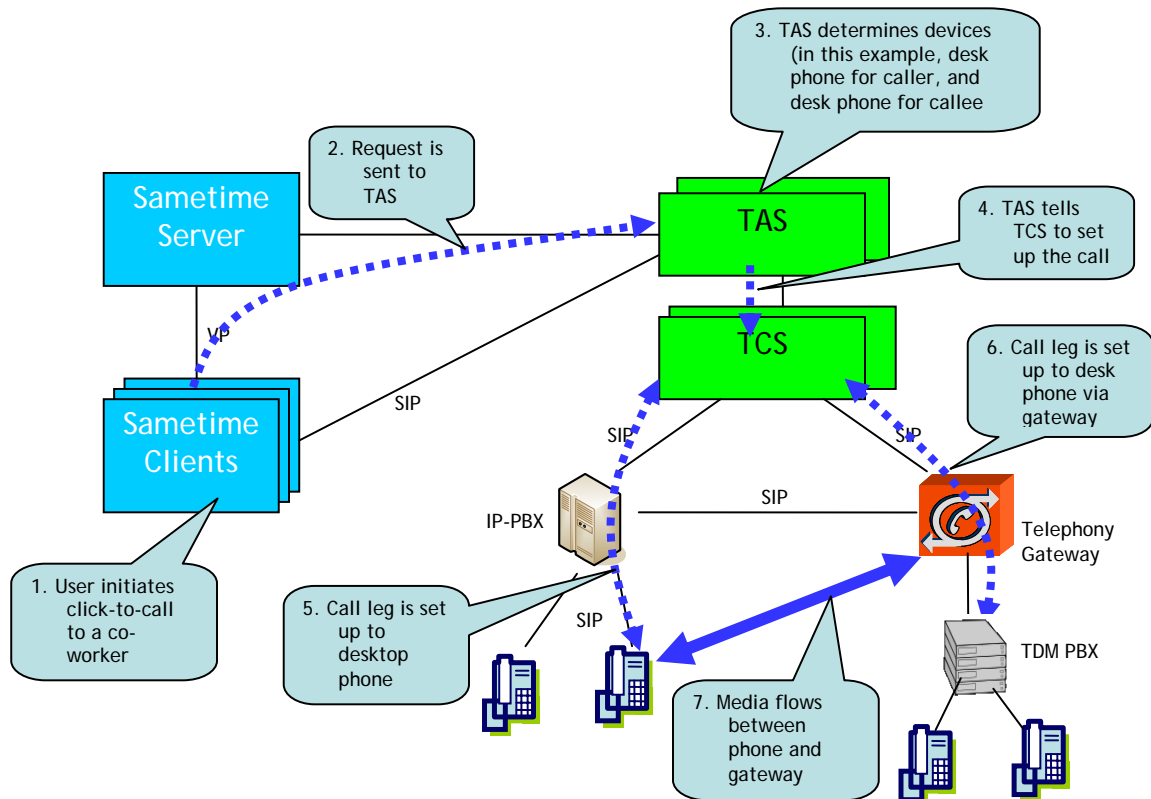 3. TAS determines devices
(in this example, desk
phone for caller, and
desk phone for callee
2. Request is
sent to
TAS
Sametime
Server
TAS
4. TAS tells
TCS to set
up the call
VP
TCS
6. Call leg is set
up to desk
phone via
gateway
Sametime
Clients
SIP
SIP
SIP
SIP
IP-PBX
Telephony
Gateway
1. User initiates
click-to-call
to a co-
worker
5. Call leg is set
up to
desktop
phone
SIP
TDM PBX
7. Media flows
between
phone and
gateway